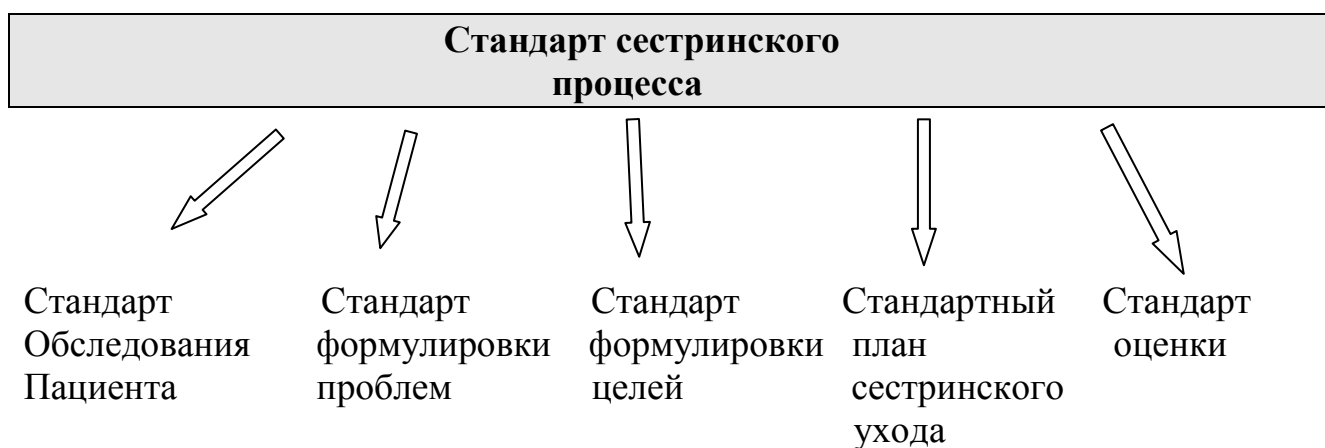 Стандарт сестринского
процесса
Стандарт
Обследования
Пациента
Стандарт
формулировки
проблем
Стандарт
формулировки
целей
Стандартный
план
сестринского
ухода
Стандарт
оценки